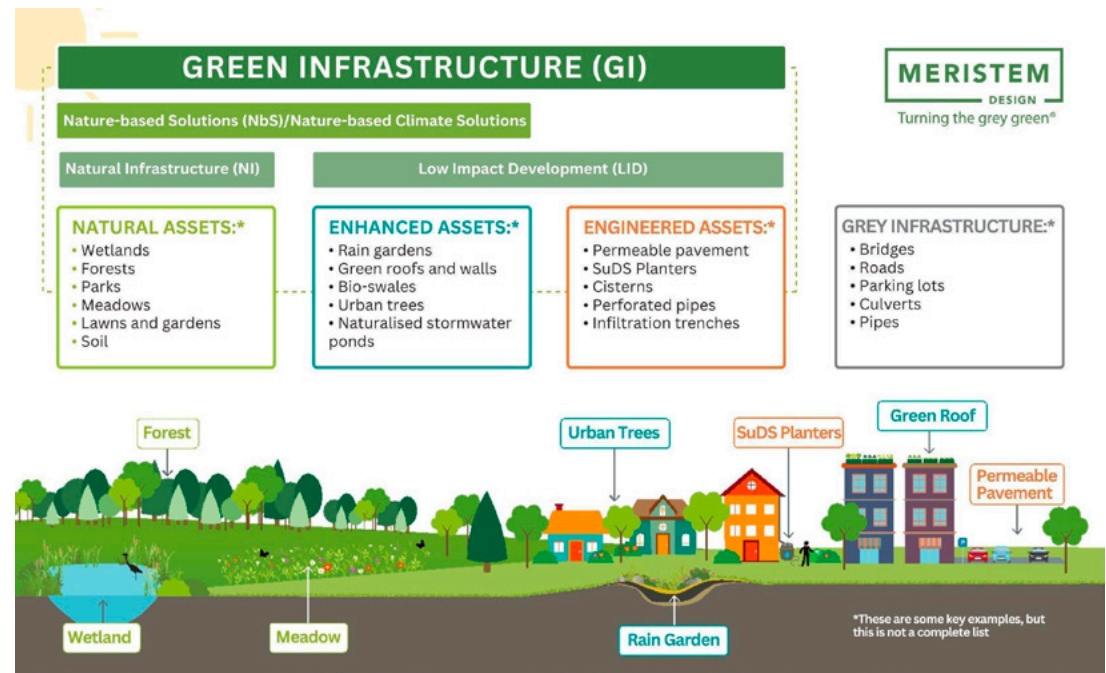 GREEN INFRASTRUCTURE (GI)
MERISTEM
DESIGN
Turning the grey green®
Nature-based Solutions (NbS)/Nature-based Climate Solutions
Natural Infrastructure (NI)
Low Impact Development (LID)
NATURAL ASSETS:*
• Wetlands
• Forests
• Parks
• Meadows
• Lawns and gardens
• Soil
ENHANCED ASSETS:*
• Rain gardens
• Green roofs and walls
• Bio-swales
• Urban trees
• Naturalised stormwater
ponds
ENGINEERED ASSETS:*
• Permeable pavement
• SuDS Planters
• Cisterns
• Perforated pipes
• Infiltration trenches
GREY INFRASTRUCTURE:*
• Bridges
• Roads
• Parking lots
• Culverts
• Pipes
Forest
Urban Trees
SuDS Planters
Green Roof
Permeable
Pavement
P
Wetland
Meadow
Rain Garden
*These are some key examples, but
this is not a complete list